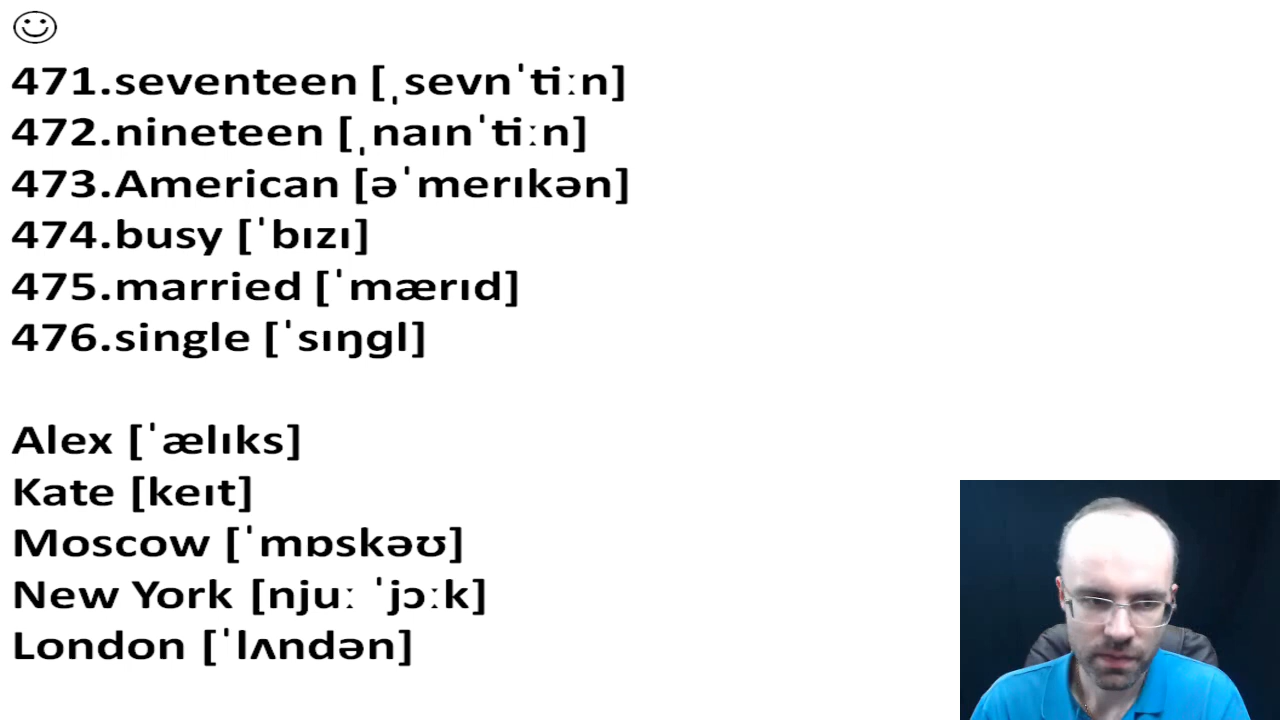 471.seventeen [ˌsevnˈtiːn]
472.nineteen [ˌnaɪnˈtiːn]
473.American [əˈmerɪkən]
474.busy [ˈbɪzɪ]
475.married [ˈmærɪd]
476.single [ˈsɪŋgl]
Alex [ˈælɪks]
Kate [keɪt]
Moscow [ˈmɒskəʊ]
New York [njuː ˈjɔːk]
London [ˈlʌndən]